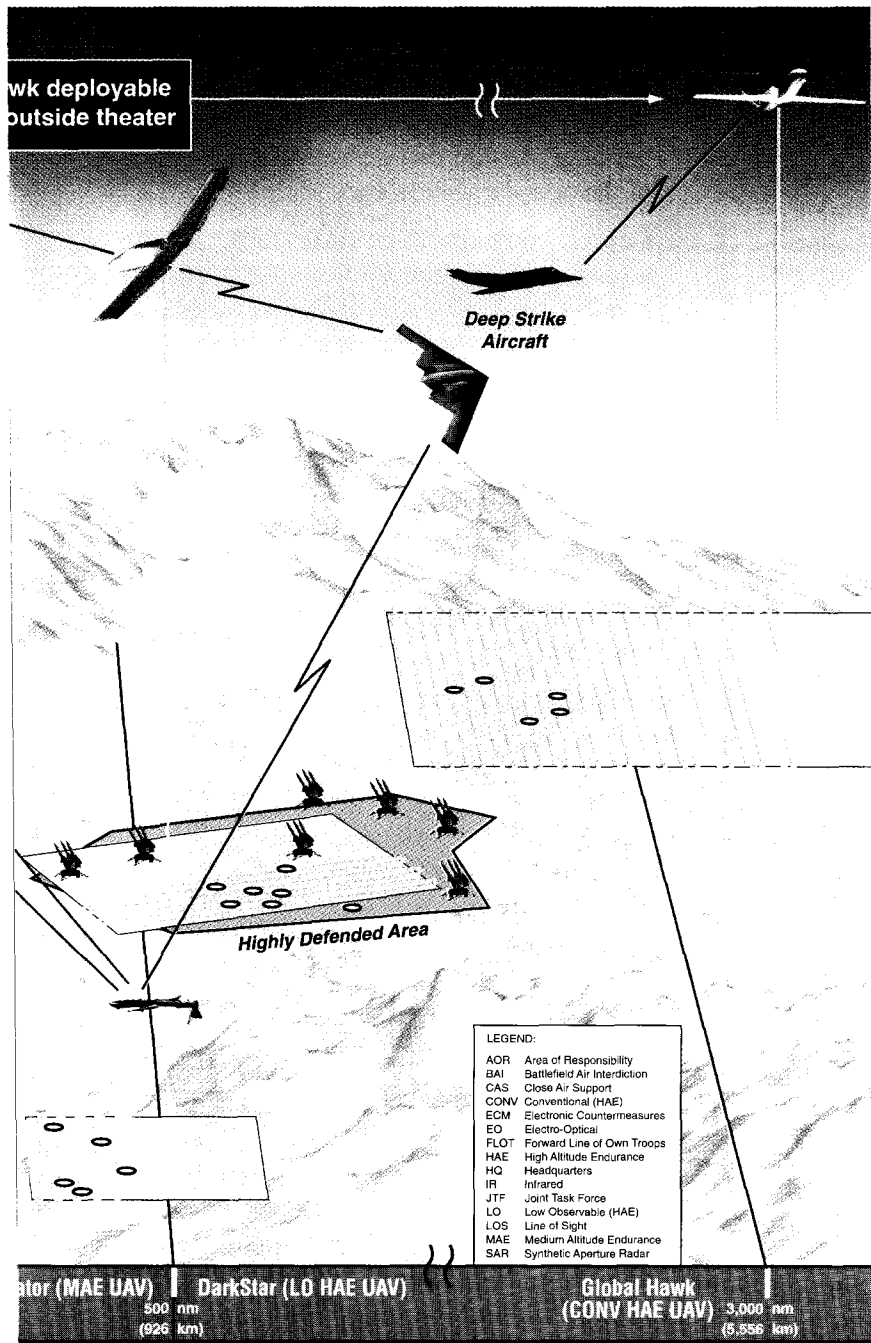 wk deployable
outside theater
Deep Strike
Aircraft
Highly Defended Area
LEGEND:
AOR Area of Responsibility
BAI Battlefield Air Interdiction
CAS Close Air Support
CONV Conventional (HAE)
ECM Electronic Countermeasures
EO Electro-Optical
FLOT Forward Line of Own Troops
HAE High Altitude Endurance
HQ Headquarters
IR Infrared
JTF Joint Task Force
LO Low Observable (HAE)
LOS Line of Sight
MAE Medium Altitude Endurance
SAR Synthetic Aperture Radar
ator (MAE UAV)
500 nm
(926 km)
DarkStar (LO HAE UAV)
Global Hawk
(CONV HAE UAV)
3,000 nm
(5,556 km)